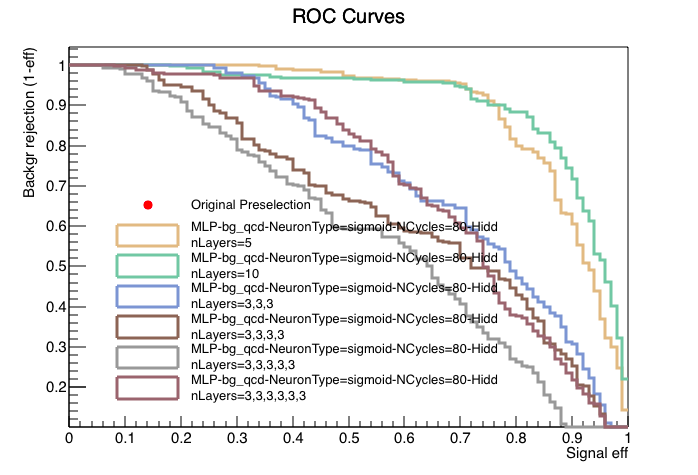 ROC Curves
Backgr rejection (1-eff)
1
0.9
0.8
0.7
0.6
0.5
0.4
0.3
0.2
Original Preselection
MLP-bg_qcd-NeuronType=sigmoid-NCycles=80-Hidd
nLayers=5
MLP-bg_qcd-NeuronType=sigmoid-NCycles=80-Hidd
nLayers=10
MLP-bg_qcd-NeuronType=sigmoid-NCycles=80-Hidd
nLayers=3,3,3
MLP-bg_qcd-NeuronType=sigmoid-NCycles=80-Hidd
nLayers=3,3,3,3
MLP-bg_qcd-NeuronType=sigmoid-NCycles=80-Hidd
nLayers=3,3,3,3,3
MLP-bg_qcd-NeuronType=sigmoid-NCycles=80-Hidd
nLayers=3,3,3,3,3,3
0 0.1 0.2 0.3 0.4 0.5 0.6 0.7 0.8 0.9 1
Signal eff